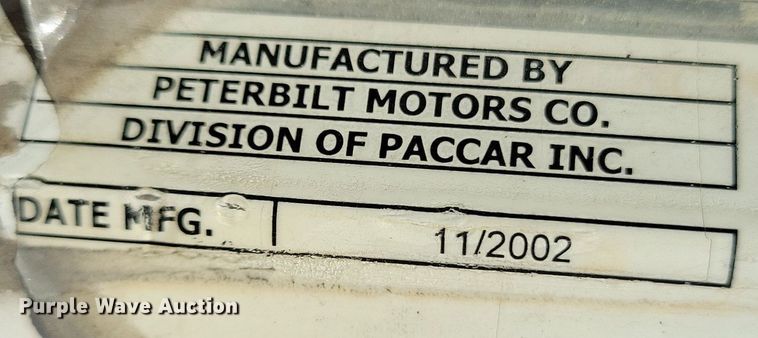 MANUFACTURED BY
PETERBILT MOTORS CO.
DIVISION OF PACCAR INC.
DATE MFG. 11/2002
Purple Wave Auction